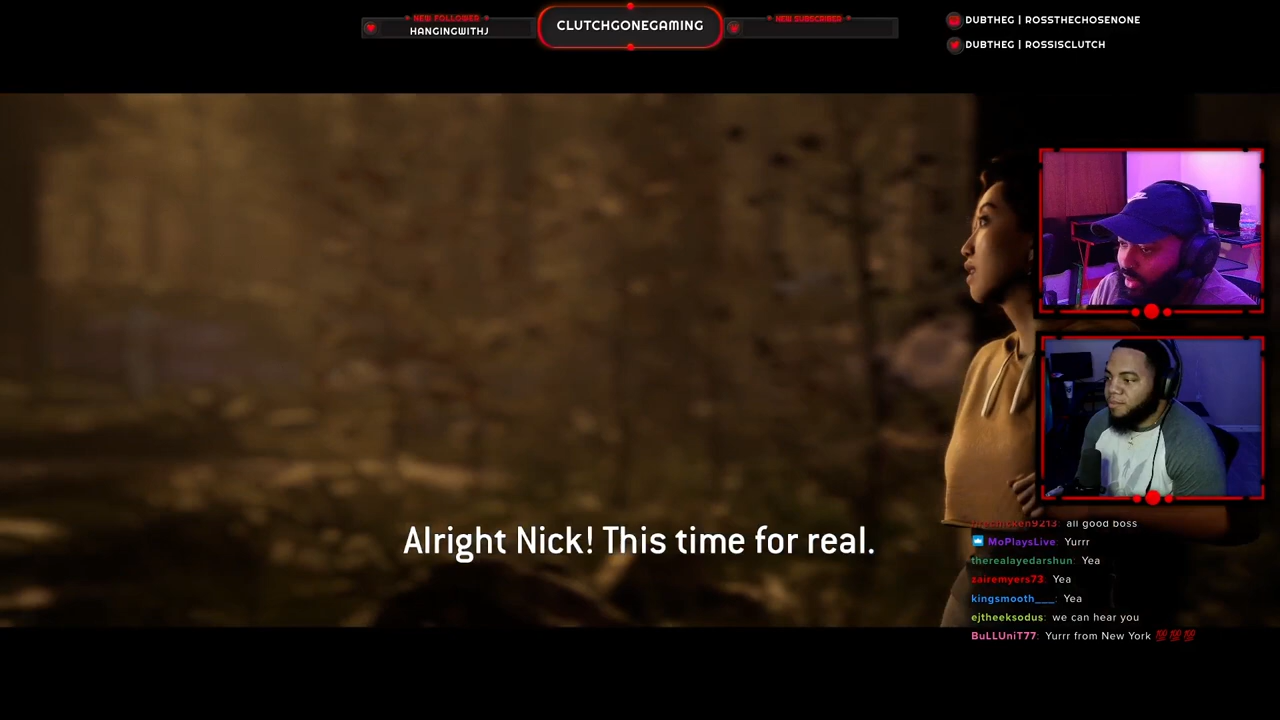 NEW FOLLOWER
HANGINGWITHJ
CLUTCHGONEGAMING
NEW SUBSCRIBER
DUBTHEG | ROSSTHECHOSENONE
DUBTHEG | ROSSISCLUTCH
Alright Nick! This time for real.
all good boss
MoPlaysLive: Yurrr
therealayedarshun: Yea
zairemyers73: Yea
kingsmooth___: Yea
ejtheeksodus: we can hear you
BuLLUniT77: Yurrr from New York 💯💯💯